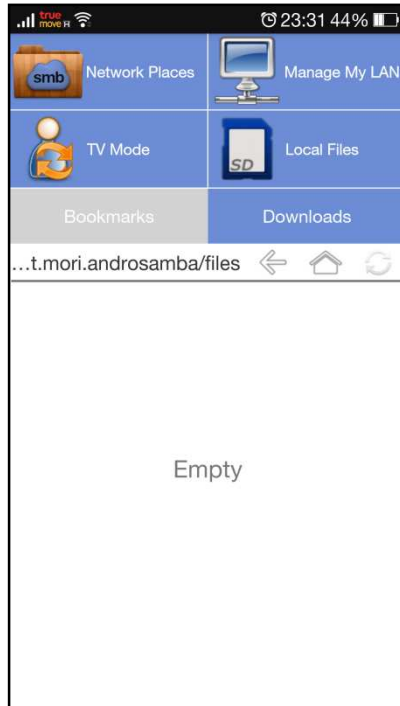 true
move H
23:31 44%
smb
Network Places
Manage My LAN
TV Mode
SD
Local Files
Bookmarks
Downloads
...t.mori.androsamba/files
Empty